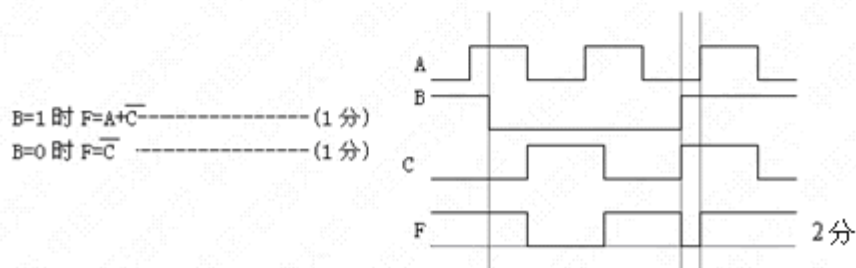 B=1 时 F=A+C̅ ----------------- (1 分)
B=0 时 F=C̅ ----------------- (1 分)
A
B
C
F
2分